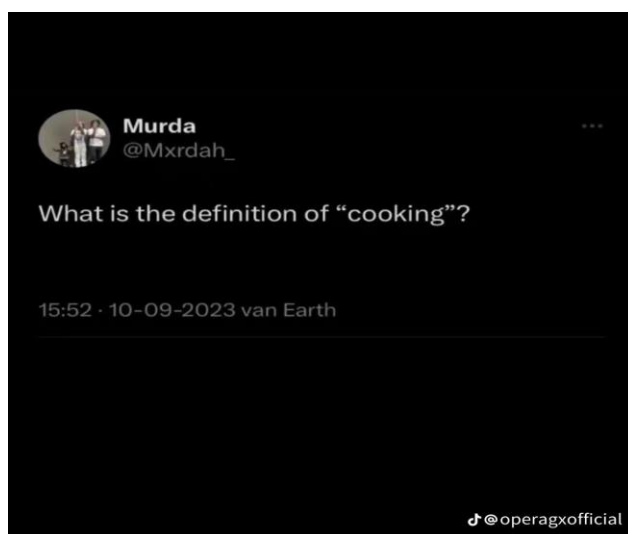 Murda
@Mxrdah_
What is the definition of “cooking”?
15:52 · 10-09-2023 van Earth
@operagxofficial